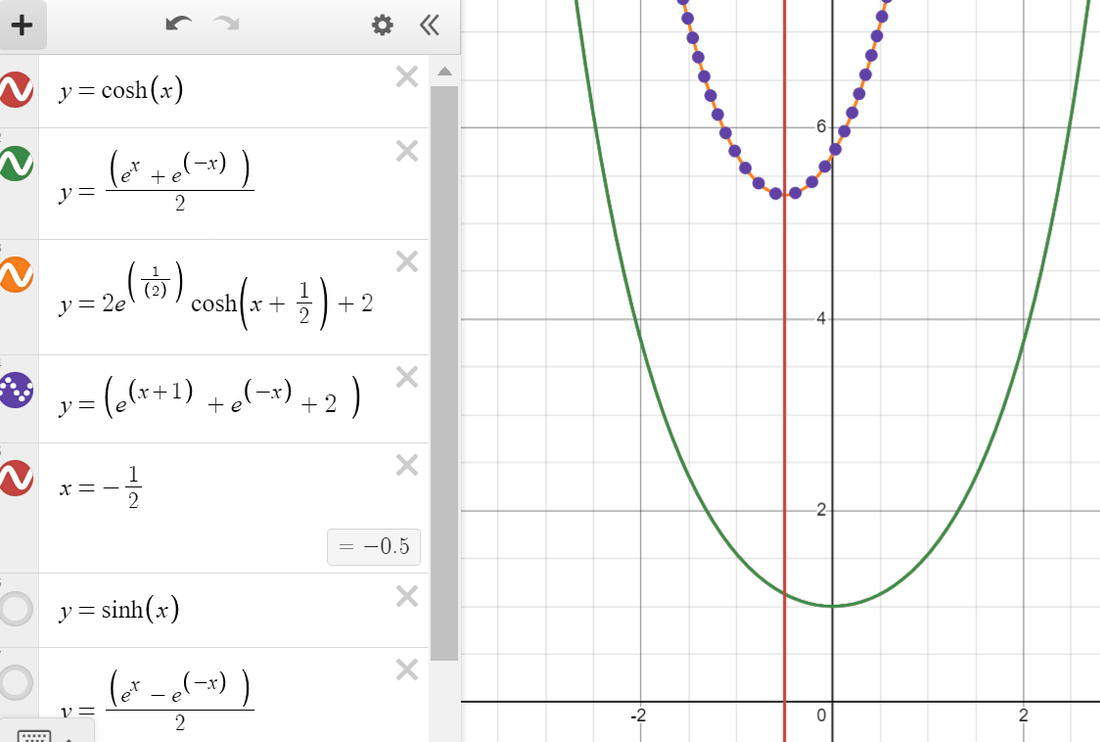 y = cosh(x)
y = (e^x + e^(−x)) / 2
y = 2e^(1/(2)) cosh(x + 1/2) + 2
y = (e^(x+1) + e^(−x) + 2)
x = − 1/2
= −0.5
y = sinh(x)
y = (e^x − e^(−x)) / 2
6
4
2
-2 0 2